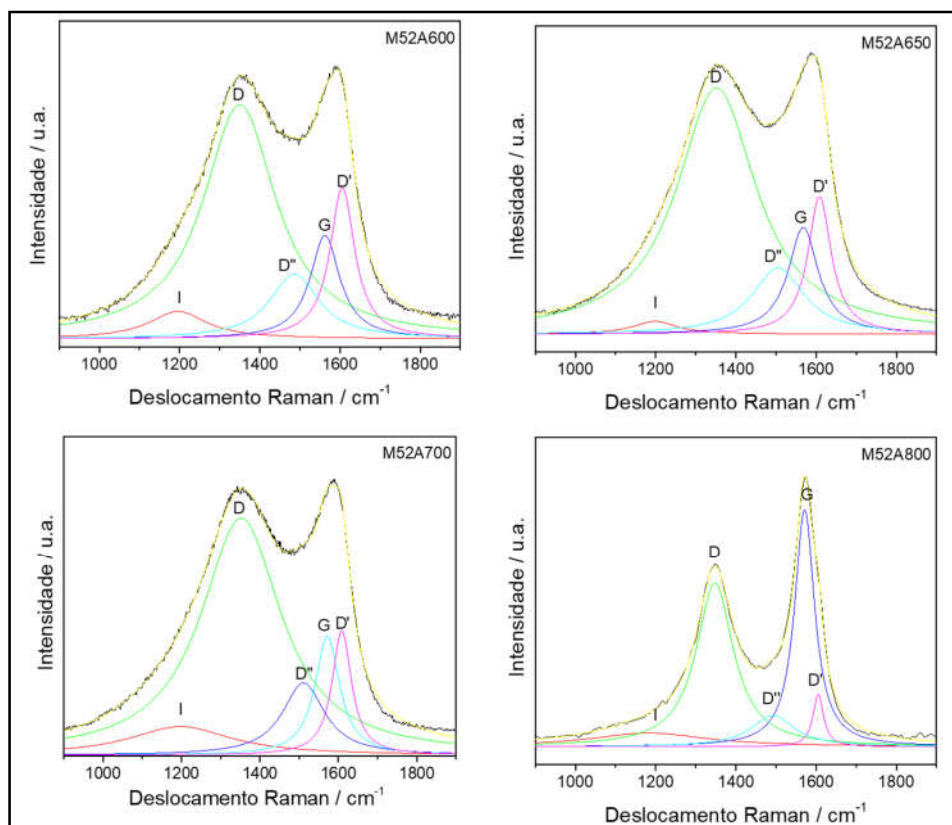 M52A600
Intensidade / u.a.
D
D'
G
D"
I
1000 1200 1400 1600 1800
Deslocamento Raman / cm⁻¹
M52A650
Intesidade / u.a.
D
D'
G
D"
I
1000 1200 1400 1600 1800
Deslocamento Raman / cm⁻¹
M52A700
Intensidade / u.a.
D
G D'
D"
I
1000 1200 1400 1600 1800
Deslocamento Raman / cm⁻¹
M52A800
Intensidade / u.a.
G
D
D"
D'
I
1000 1200 1400 1600 1800
Deslocamento Raman / cm⁻¹